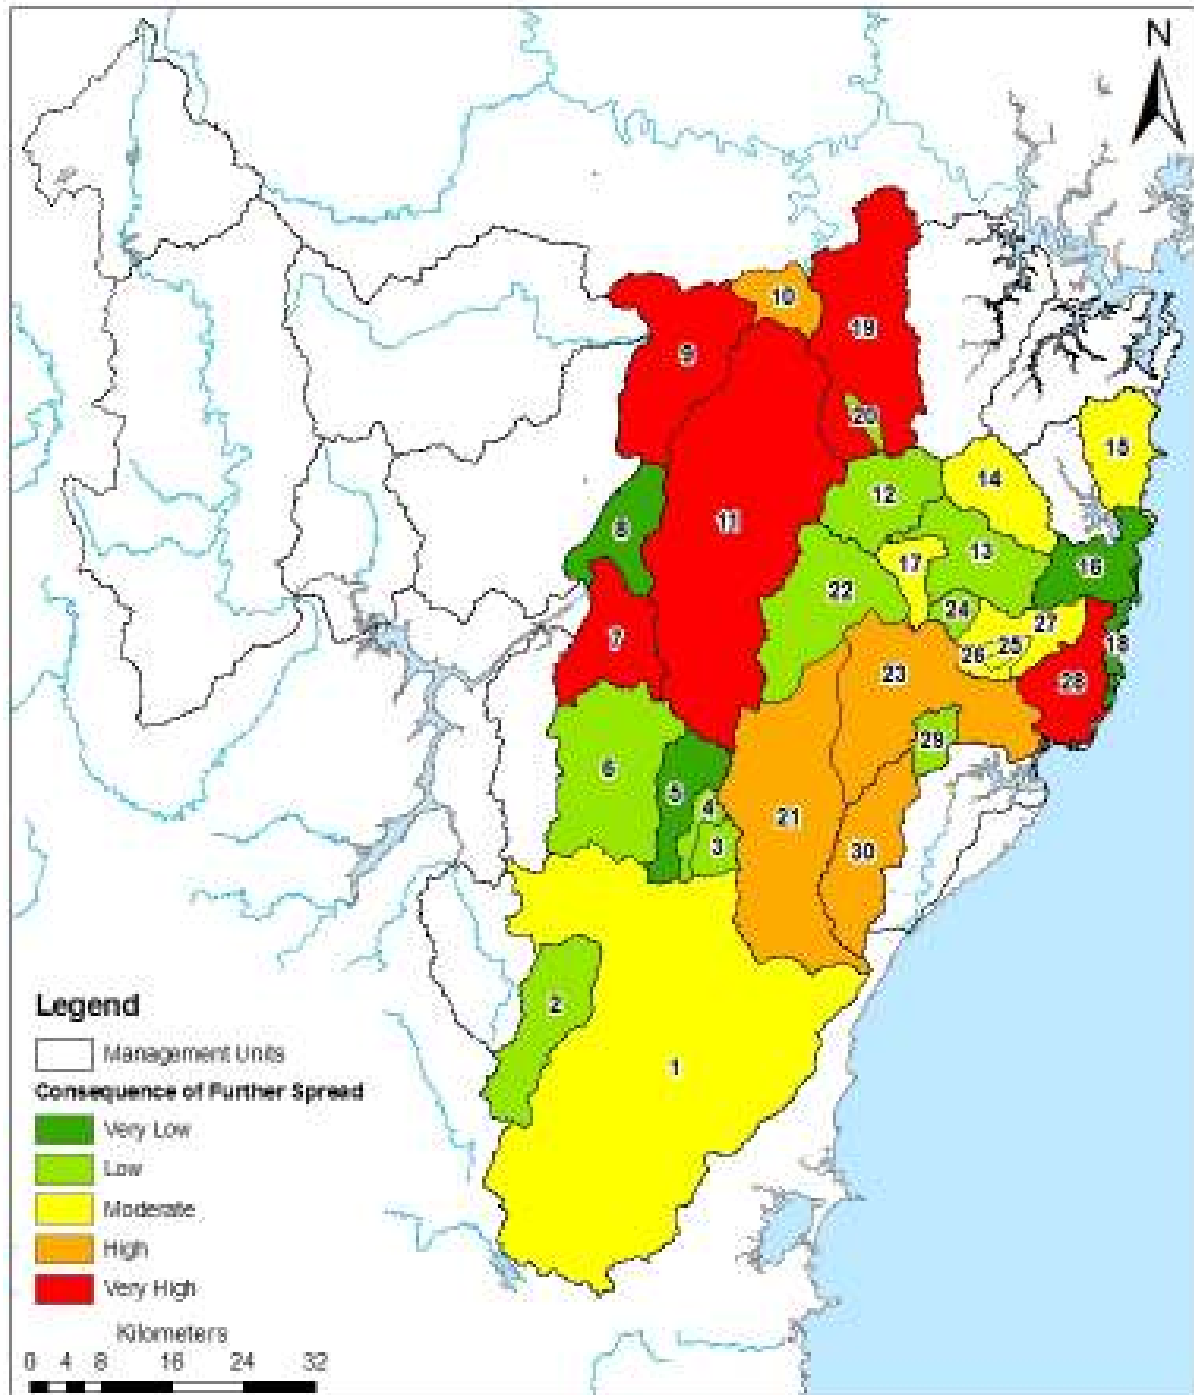 N
10
19
9
20
15
14
12
11
8
13
17
16
22
24
27
25
26
18
7
23
28
29
6
5
4
21
3
30
2
1
Legend
Management Units
Consequence of Further Spread
Very Low
Low
Moderate
High
Very High
Kilometers
0 4 8 16 24 32